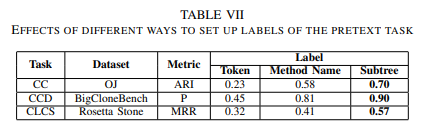 TABLE VII
EFFECTS OF DIFFERENT WAYS TO SET UP LABELS OF THE PRETEXT TASK
Task Dataset Metric Label
Token Method Name Subtree
CC OJ ARI 0.23 0.58 0.70
CCD BigCloneBench P 0.45 0.81 0.90
CLCS Rosetta Stone MRR 0.32 0.41 0.57